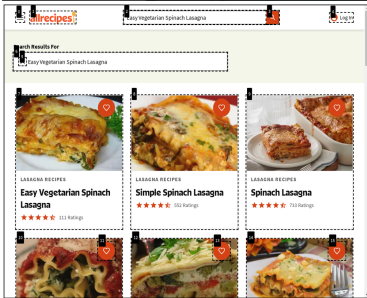 allrecipes
Easy Vegetarian Spinach Lasagna
Log In
Search Results For
Easy Vegetarian Spinach Lasagna
LASAGNA RECIPES
Easy Vegetarian Spinach
Lasagna
111 Ratings
LASAGNA RECIPES
Simple Spinach Lasagna
552 Ratings
LASAGNA RECIPES
Spinach Lasagna
733 Ratings